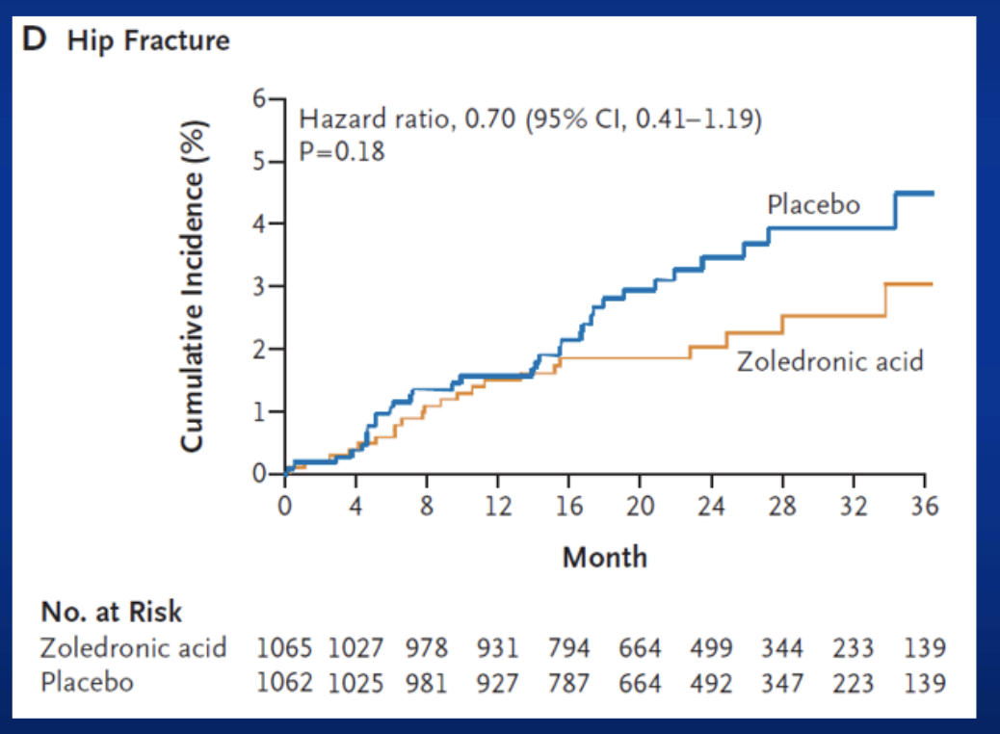 D Hip Fracture
Cumulative Incidence (%)
6
5
4
3
2
1
0
Hazard ratio, 0.70 (95% CI, 0.41–1.19)
P=0.18
Placebo
Zoledronic acid
0 4 8 12 16 20 24 28 32 36
Month
No. at Risk
Zoledronic acid 1065 1027 978 931 794 664 499 344 233 139
Placebo 1062 1025 981 927 787 664 492 347 223 139